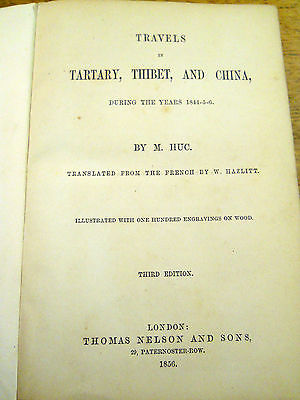 TRAVELS
IN
TARTARY, THIBET, AND CHINA,
DURING THE YEARS 1844-5-6.
BY M. HUC.
TRANSLATED FROM THE FRENCH BY W. HAZLITT.
ILLUSTRATED WITH ONE HUNDRED ENGRAVINGS ON WOOD.
THIRD EDITION.
LONDON:
THOMAS NELSON AND SONS,
29, PATERNOSTER-ROW.
1856.